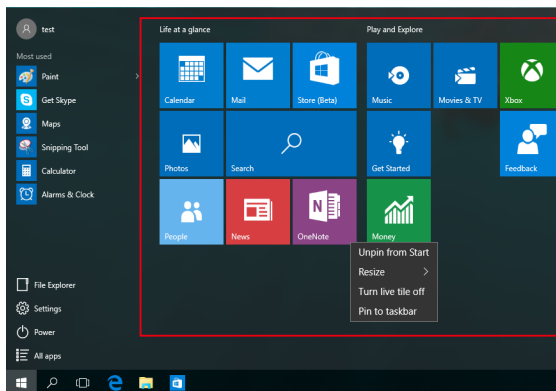 test
Most used
Paint
Get Skype
Maps
Snipping Tool
Calculator
Alarms & Clock
File Explorer
Settings
Power
All apps
Life at a glance
Calendar
Mail
Store (Beta)
Photos
Search
People
News
OneNote
Play and Explore
Music
Movies & TV
Xbox
Get Started
Feedback
Money
Unpin from Start
Resize
Turn live tile off
Pin to taskbar